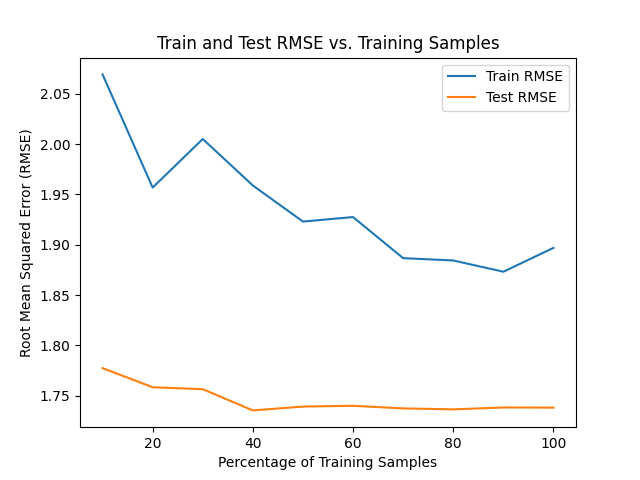 Train and Test RMSE vs. Training Samples
Train RMSE
Test RMSE
2.05
2.00
1.95
1.90
1.85
1.80
1.75
Root Mean Squared Error (RMSE)
20
40
60
80
100
Percentage of Training Samples